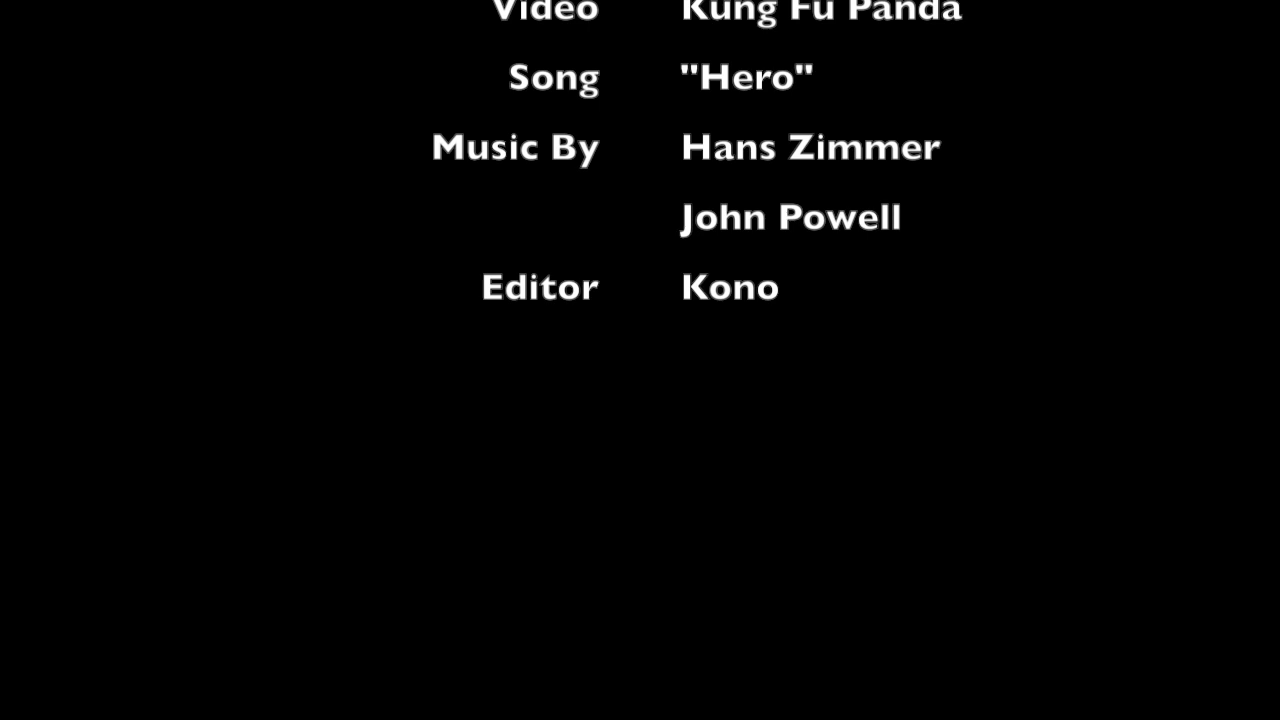 Video Kung Fu Panda
Song "Hero"
Music By Hans Zimmer
John Powell
Editor Kono